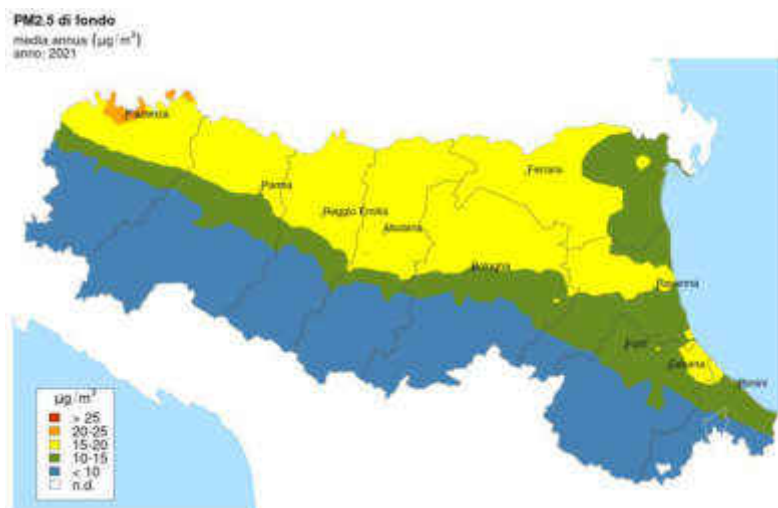 PM2.5 di fondo
media annua (µg/m³)
anno: 2021
Piacenza
Parma
Reggio Emilia
Modena
Ferrara
Bologna
Ravenna
Forlì
Cesena
Rimini
µg/m³
> 25
20-25
15-20
10-15
< 10
n.d.